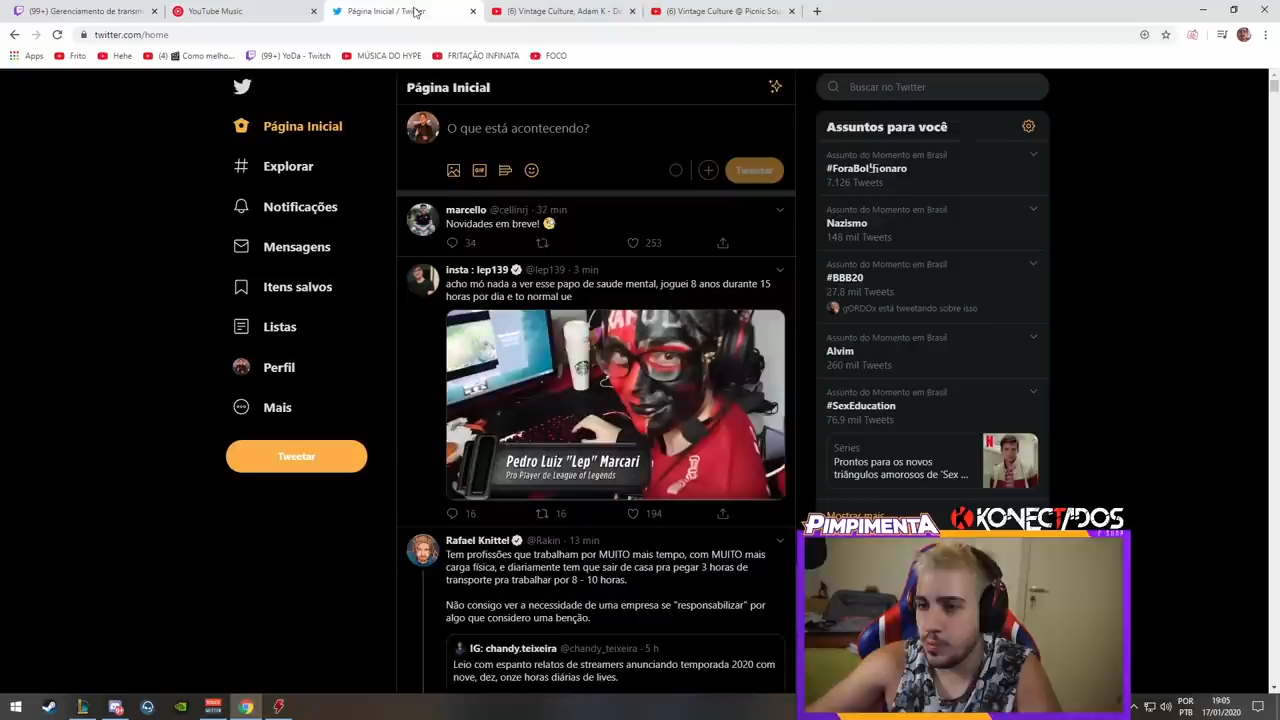 (99+) Gerenciamento de transm
YouTube Music
Página Inicial / Twitter
(6) Vintage Culture, Adam K - De
(6) Vintage Culture @ Picnic Sou
twitter.com/home
Apps
Frito
Hehe
(4) Como melho...
(99+) YoDa - Twitch
MÚSICA DO HYPE
FRITAÇÃO INFINATA
FOCO
Página Inicial
Explorar
Notificações
Mensagens
Itens salvos
Listas
Perfil
Mais
Tweetar
Página Inicial
O que está acontecendo?
GIF
Tweetar
marcello @cellinrj · 32 min
Novidades em breve!
34
253
insta : lep139 @lep139 · 3 min
acho mó nada a ver esse papo de saude mental, joguei 8 anos durante 15
horas por dia e to normal ue
Pedro Luiz "Lep" Marcari
Pro Player de League of Legends
16 16 194
Rafael Knittel @Rakin · 13 min
Tem profissões que trabalham por MUITO mais tempo, com MUITO mais
carga física, e diariamente tem que sair de casa pra pegar 3 horas de
transporte pra trabalhar por 8 - 10 horas.
Não consigo ver a necessidade de uma empresa se "responsabilizar" por
algo que considero uma benção.
IG: chandy.teixeira @chandy_teixeira · 5 h
Leio com espanto relatos de streamers anunciando temporada 2020 com
nove, dez, onze horas diárias de lives.
Buscar no Twitter
Assuntos para você
Assunto do Momento em Brasil
#ForaBolsonaro
7.126 Tweets
Assunto do Momento em Brasil
Nazismo
148 mil Tweets
Assunto do Momento em Brasil
#BBB20
27,8 mil Tweets
gORDOx está tweetando sobre isso
Assunto do Momento em Brasil
Alvim
260 mil Tweets
Assunto do Momento em Brasil
#SexEducation
76,9 mil Tweets
Séries
Prontos para os novos
triângulos amorosos de 'Sex ...
Mostrar mais
PIMPIMENTA
KONECTADOS
POR
PTB
19:05
17/01/2020